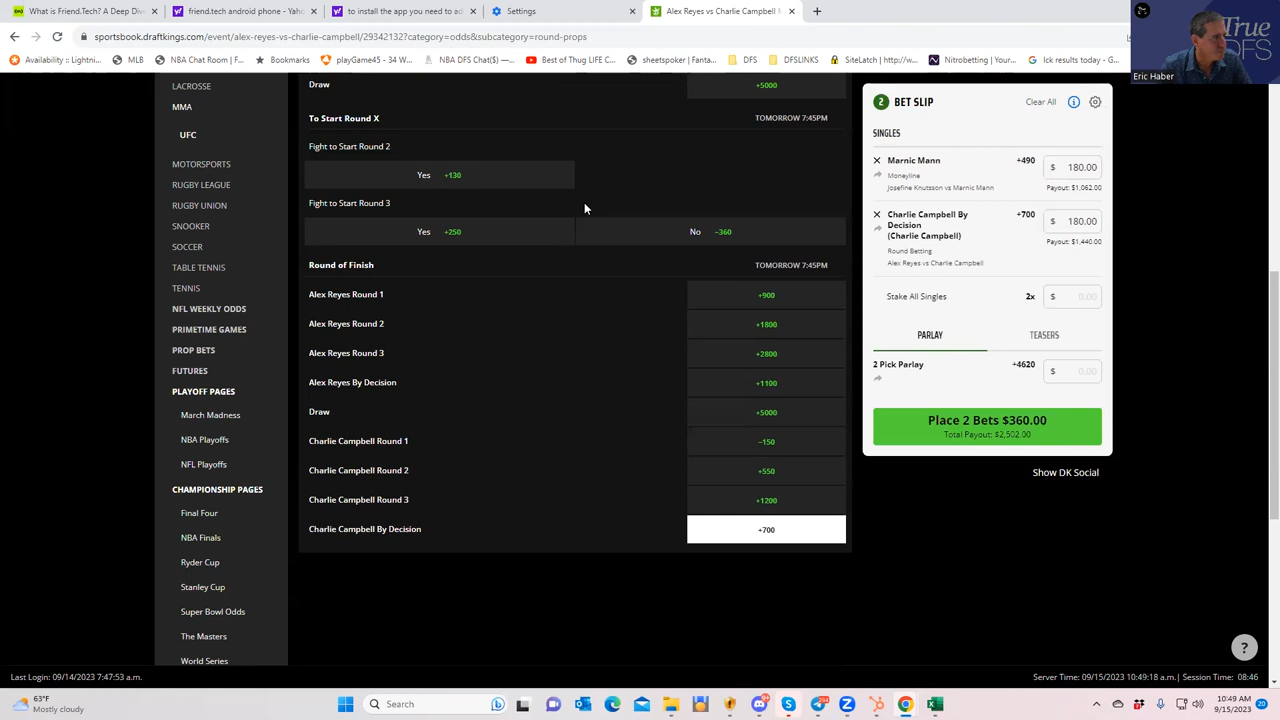 What is Friend.Tech? A Deep Div
friend.tech android phone - Yaho
to install the app you need to s
Settings
Alex Reyes vs Charlie Campbell
sportsbook.draftkings.com/event/alex-reyes-vs-charlie-campbell/29342132?category=odds&subcategory=round-props
Availability - Elias H...
MLB
NBA Chat Room | F...
Bookmarks
playGame45 - 34 W...
DFS Chat($) — DFS...
Best of Thug LIFE C...
sheetspoker | Fanta...
DFS
DFSLINKS
SiteLatch | http://w...
Nitrobetting | Your...
Ick results today - G...
True
DFS
Eric Haber
LACROSSE
MMA
UFC
MOTORSPORTS
RUGBY LEAGUE
RUGBY UNION
SNOOKER
SOCCER
TABLE TENNIS
TENNIS
NFL WEEKLY ODDS
PRIMETIME GAMES
PROP BETS
FUTURES
PLAYOFF PAGES
March Madness
NBA Playoffs
NFL Playoffs
CHAMPIONSHIP PAGES
Final Four
NBA Finals
Ryder Cup
Stanley Cup
Super Bowl Odds
The Masters
World Series
Draw +5000
To Start Round X TOMORROW 7:45PM
Fight to Start Round 2
Yes +130
Fight to Start Round 3
Yes +250 No −360
Round of Finish TOMORROW 7:45PM
Alex Reyes Round 1 +900
Alex Reyes Round 2 +1800
Alex Reyes Round 3 +2800
Alex Reyes By Decision +1100
Draw +5000
Charlie Campbell Round 1 −150
Charlie Campbell Round 2 +550
Charlie Campbell Round 3 +1200
Charlie Campbell By Decision +700
2 BET SLIP Clear All
SINGLES
Marnic Mann +490 $ 180.00
Moneyline
Josefine Knutsson vs Marnic Mann Payout: $1,062.00
Charlie Campbell By +700 $ 180.00
Decision
(Charlie Campbell) Payout: $1,440.00
Round Betting
Alex Reyes vs Charlie Campbell
Stake All Singles 2x $ 0.00
PARLAY TEASERS
2 Pick Parlay +4620 $ 0.00
Place 2 Bets $360.00
Total Payout: $2,502.00
Show DK Social
?
Last Login: 09/14/2023 7:47:53 a.m. Server Time: 09/15/2023 10:49:18 a.m.| Session Time: 08:46
63°F
Mostly cloudy
Search
10:49 AM
9/15/2023
20